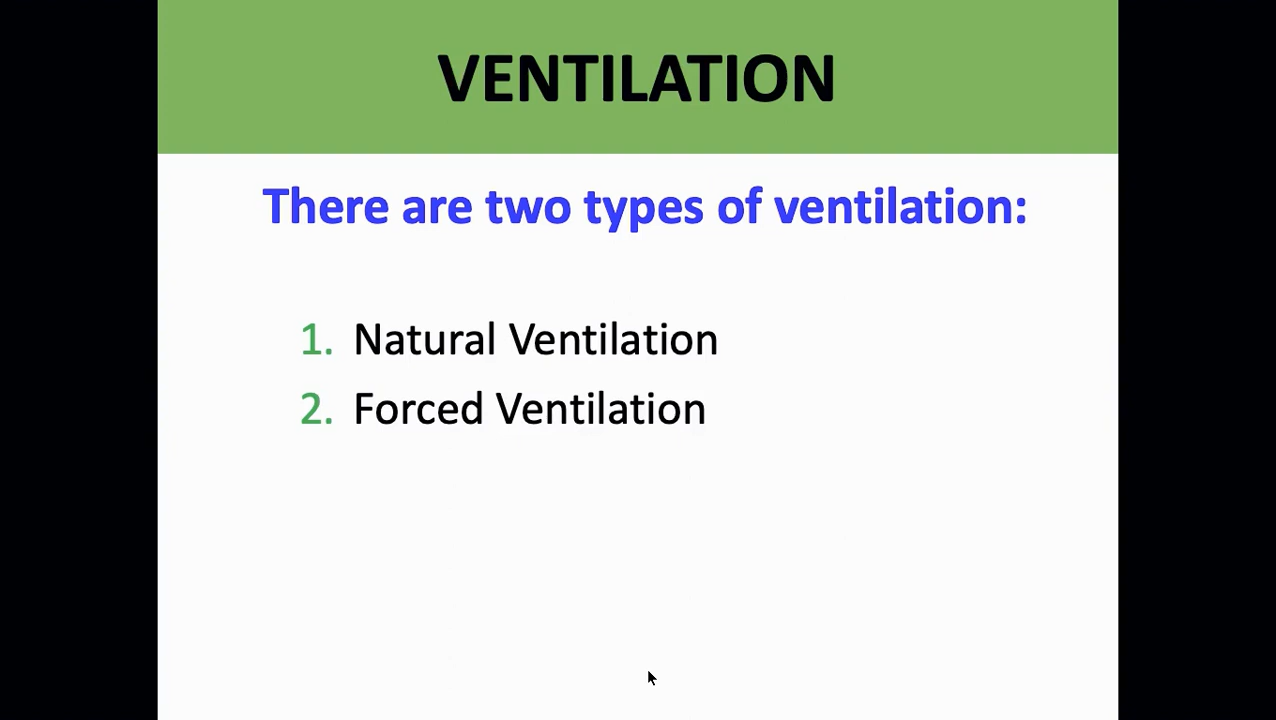 VENTILATION
There are two types of ventilation:
1. Natural Ventilation
2. Forced Ventilation